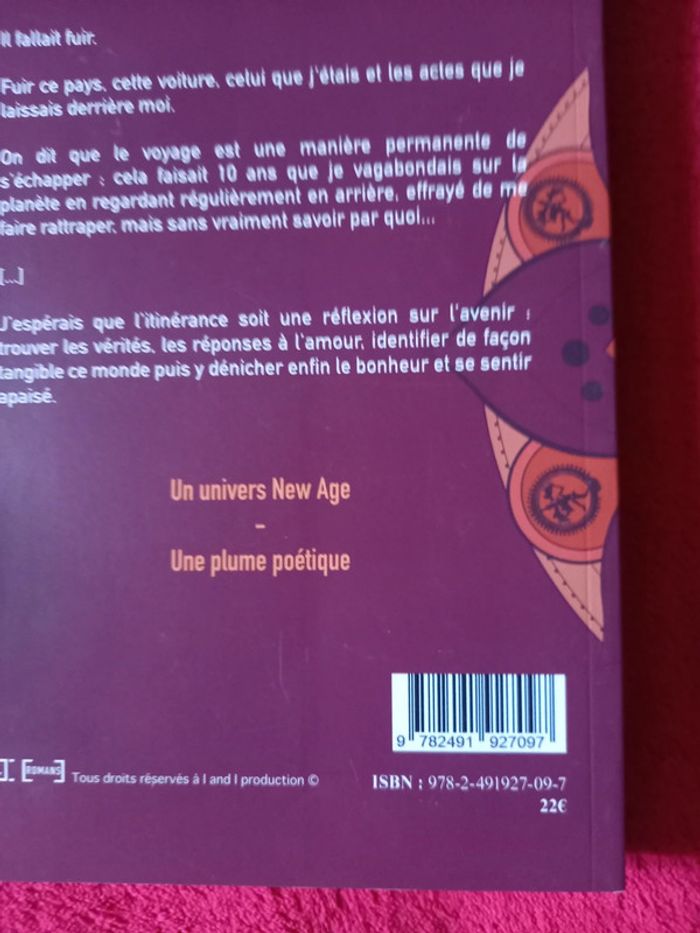 Il fallait fuir.
Fuir ce pays, cette voiture, celui que j'étais et les actes que je
laissais derrière moi.
On dit que le voyage est une manière permanente de
s'échapper : cela faisait 10 ans que je vagabondais sur la
planète en regardant régulièrement en arrière, effrayé de me
faire rattraper, mais sans vraiment savoir par quoi...
[...]
J'espérais que l'itinérance soit une réflexion sur l'avenir :
trouver les vérités, les réponses à l'amour, identifier de façon
tangible ce monde puis y dénicher enfin le bonheur et se sentir
apaisé.
Un univers New Age
–
Une plume poétique
9 782491 927097
[ROMANS] Tous droits réservés à I and I production ©
ISBN : 978-2-491927-09-7
22€